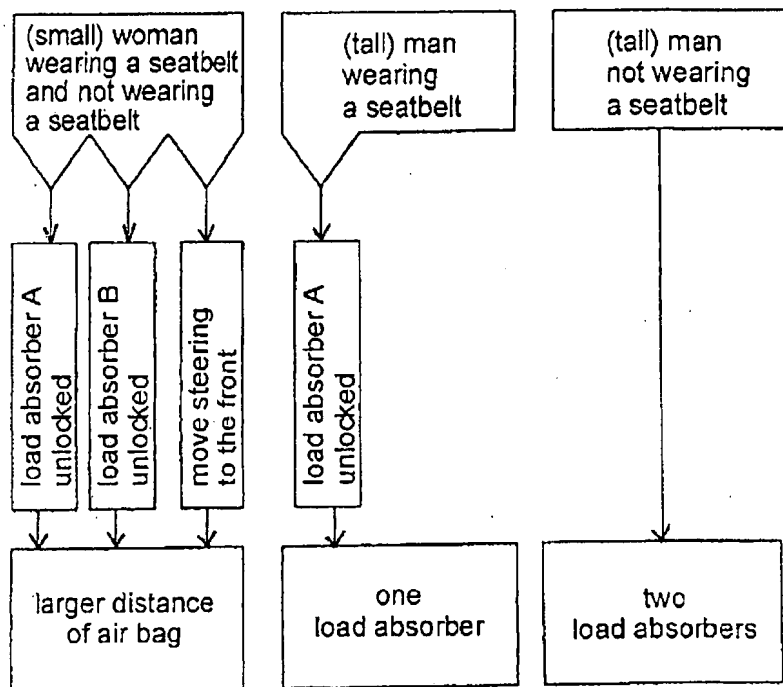 (small) woman
wearing a seatbelt
and not wearing
a seatbelt
(tall) man
wearing
a seatbelt
(tall) man
not wearing
a seatbelt
load absorber A
unlocked
load absorber B
unlocked
move steering
to the front
load absorber A
unlocked
larger distance
of air bag
one
load absorber
two
load absorbers